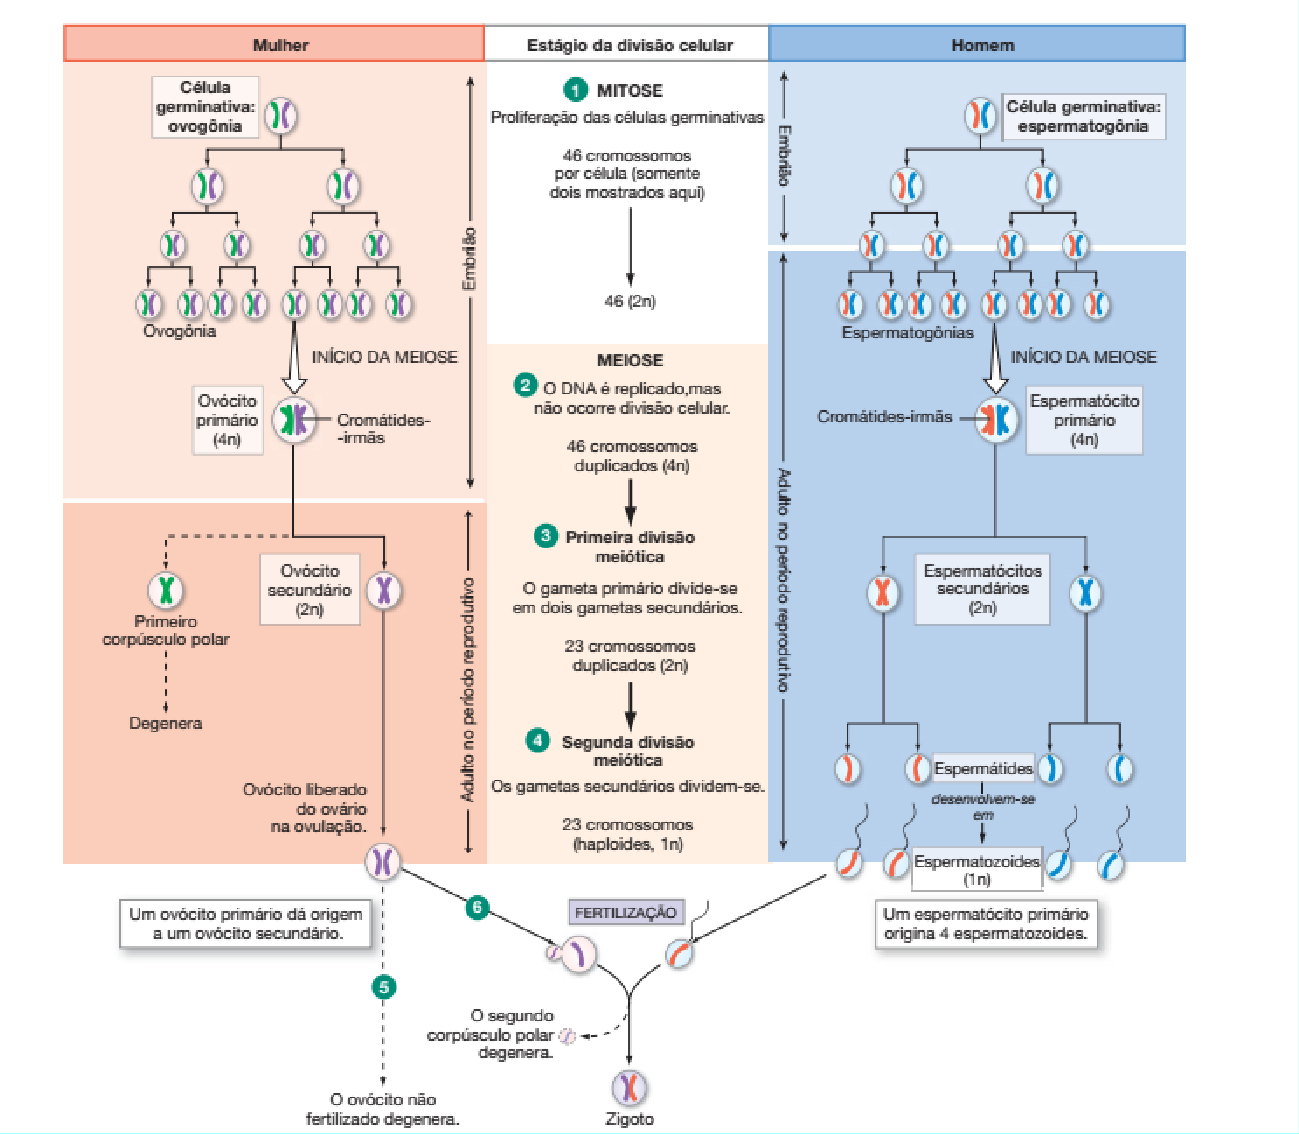 Mulher
Estágio da divisão celular
Homem
Célula
germinativa:
ovogônia
Ovogônia
INÍCIO DA MEIOSE
Ovócito
primário
(4n)
Cromátides-
-irmãs
Embrião
Primeiro
corpúsculo polar
Degenera
Ovócito
secundário
(2n)
Adulto no período reprodutivo
Ovócito liberado
do ovário
na ovulação.
1 MITOSE
Proliferação das células germinativas
46 cromossomos
por célula (somente
dois mostrados aqui)
46 (2n)
MEIOSE
2 O DNA é replicado,mas
não ocorre divisão celular.
46 cromossomos
duplicados (4n)
3 Primeira divisão
meiótica
O gameta primário divide-se
em dois gametas secundários.
23 cromossomos
duplicados (2n)
4 Segunda divisão
meiótica
Os gametas secundários dividem-se.
23 cromossomos
(haploides, 1n)
Embrião
Célula germinativa:
espermatogônia
Espermatogônias
INÍCIO DA MEIOSE
Cromátides-irmãs
Espermatócito
primário
(4n)
Adulto no período reprodutivo
Espermatócitos
secundários
(2n)
Espermátides
desenvolvem-se
em
Espermatozoides
(1n)
Um ovócito primário dá origem
a um ovócito secundário.
6
FERTILIZAÇÃO
Um espermatócito primário
origina 4 espermatozoides.
5
O segundo
corpúsculo polar
degenera.
O ovócito não
fertilizado degenera.
Zigoto